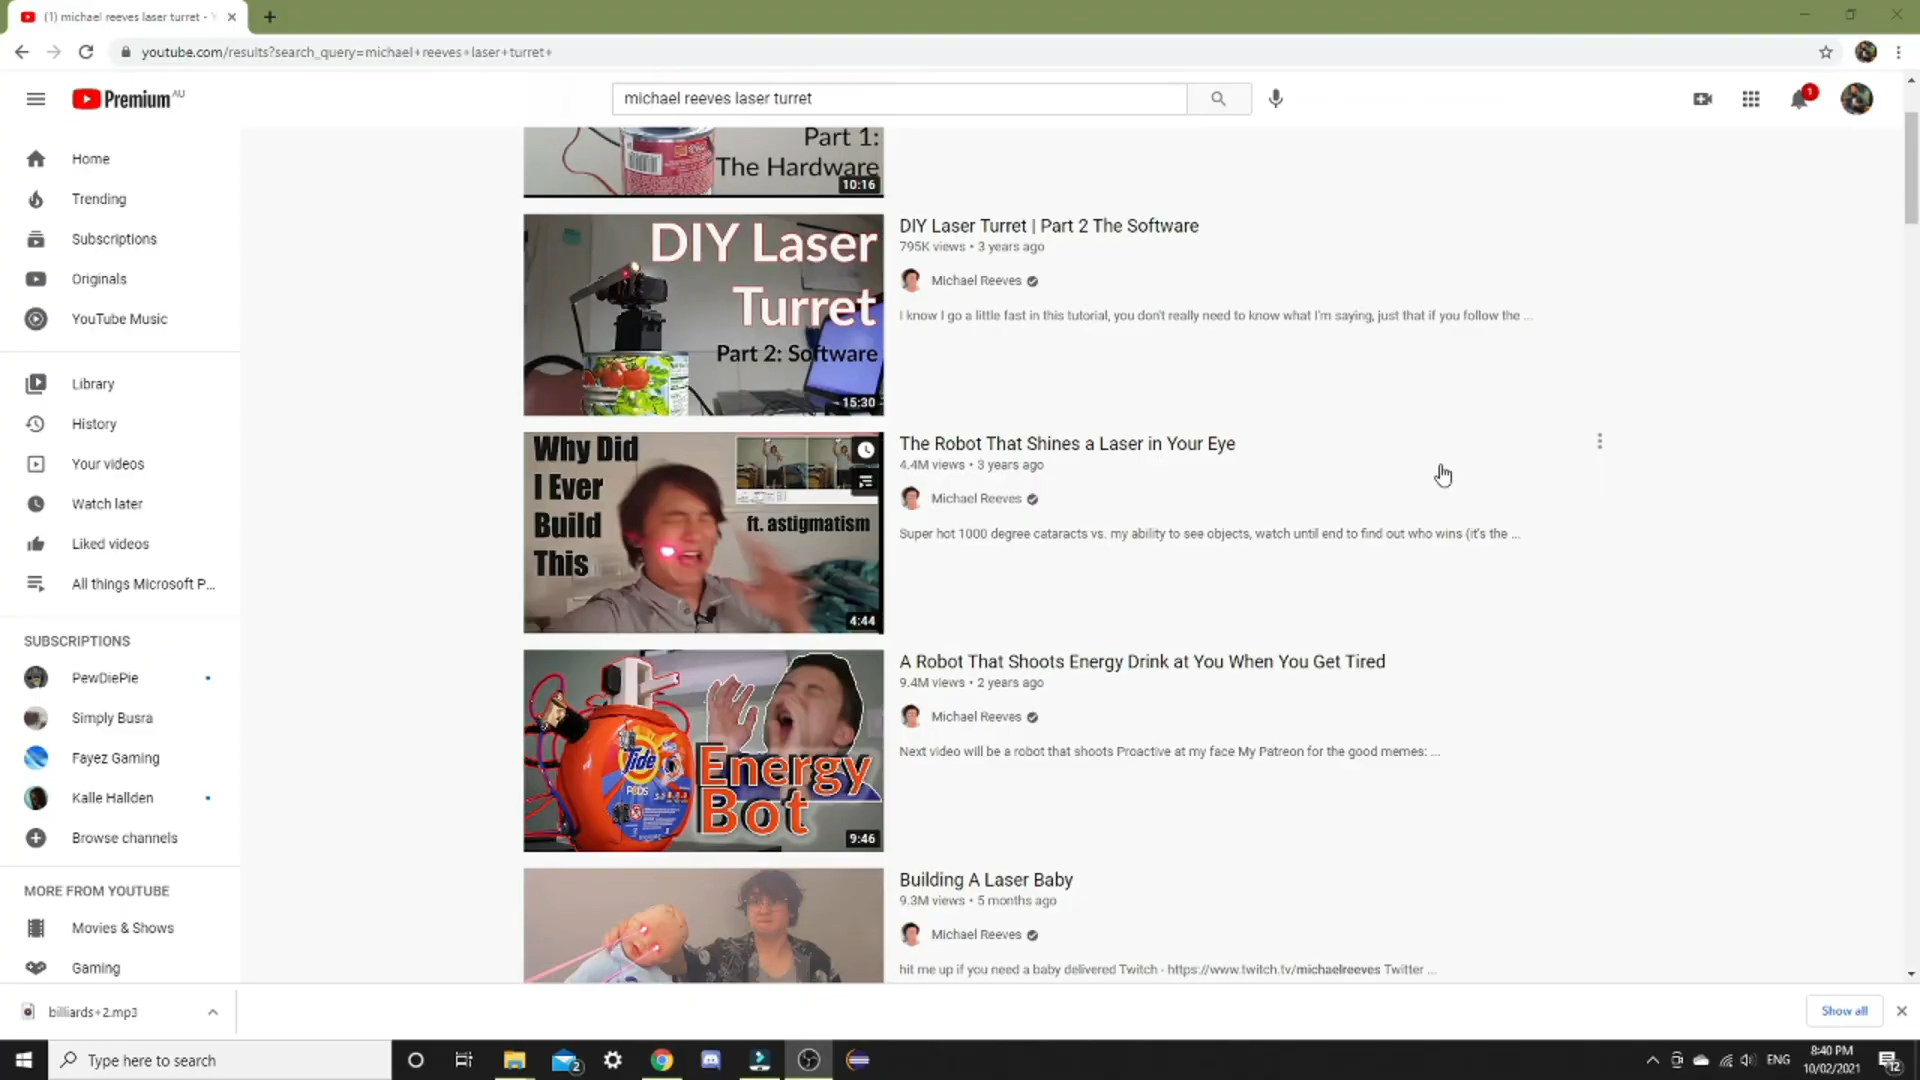 (1) michael reeves laser turret -
youtube.com/results?search_query=michael+reeves+laser+turret+
Premium AU
michael reeves laser turret
1
Home
Trending
Subscriptions
Originals
YouTube Music
Library
History
Your videos
Watch later
Liked videos
All things Microsoft P...
SUBSCRIPTIONS
PewDiePie
Simply Busra
Fayez Gaming
Kalle Hallden
Browse channels
MORE FROM YOUTUBE
Movies & Shows
Gaming
Part 1:
The Hardware
10:16
DIY Laser
Turret
Part 2: Software
15:30
DIY Laser Turret | Part 2 The Software
795K views • 3 years ago
Michael Reeves
I know I go a little fast in this tutorial, you don't really need to know what I'm saying, just that if you follow the ...
Why Did
I Ever
Build
This
ft. astigmatism
4:44
The Robot That Shines a Laser in Your Eye
4.4M views • 3 years ago
Michael Reeves
Super hot 1000 degree cataracts vs. my ability to see objects, watch until end to find out who wins (it's the ...
Tide
PODS
Energy
Bot
9:46
A Robot That Shoots Energy Drink at You When You Get Tired
9.4M views • 2 years ago
Michael Reeves
Next video will be a robot that shoots Proactive at my face My Patreon for the good memes: ...
Building A Laser Baby
9.3M views • 5 months ago
Michael Reeves
hit me up if you need a baby delivered Twitch - https://www.twitch.tv/michaelreeves Twitter ...
billiards+2.mp3
Show all
Type here to search
2
ENG
8:40 PM
10/02/2021
12